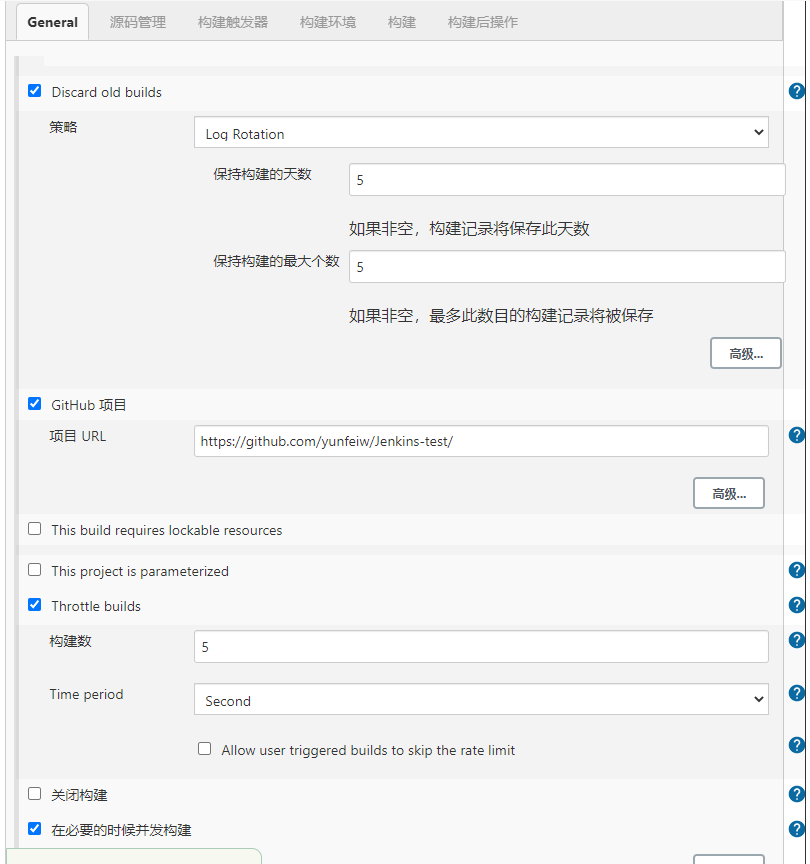 General 源码管理 构建触发器 构建环境 构建 构建后操作
Discard old builds
策略
Log Rotation
保持构建的天数
5
如果非空，构建记录将保存此天数
保持构建的最大个数
5
如果非空，最多此数目的构建记录将被保存
高级...
GitHub 项目
项目 URL
https://github.com/yunfeiw/Jenkins-test/
高级...
This build requires lockable resources
This project is parameterized
Throttle builds
构建数
5
Time period
Second
Allow user triggered builds to skip the rate limit
关闭构建
在必要的时候并发构建